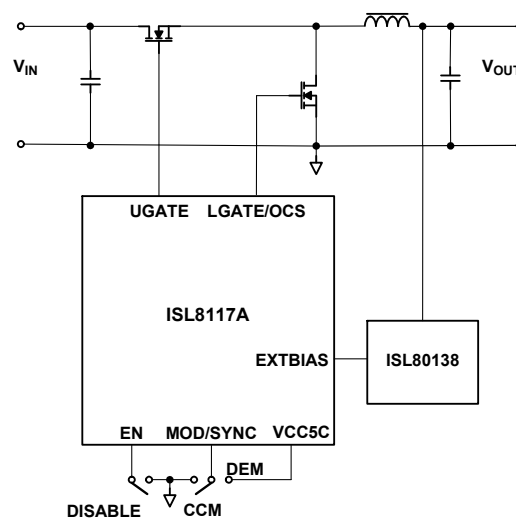 VIN
VOUT
UGATE LGATE/OCS
ISL8117A
EXTBIAS
ISL80138
EN MOD/SYNC VCC5C
DEM
DISABLE CCM